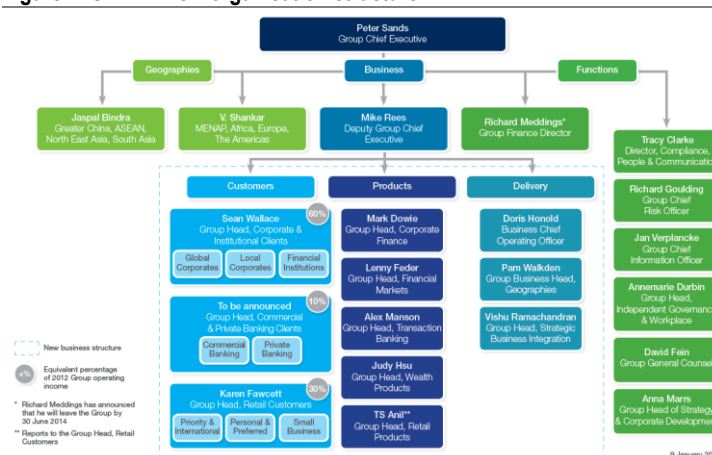 Peter Sands
Group Chief Executive
Geographies
Business
Functions
Jaspal Bindra
Greater China, ASEAN,
North East Asia, South Asia
V. Shankar
MENAP, Africa, Europe,
The Americas
Mike Rees
Deputy Group Chief
Executive
Richard Meddings*
Group Finance Director
Tracy Clarke
Director, Compliance,
People &
Richard Goulding
Group Chief
Risk Officer
Jan Verplancke
Group Chief
Information Officer
Annemarie Durbin
Group Head,
Independent
& Workplace
David Fein
Group General
Anna Marrs
Group Head of Strategy
& Corporate
Customers
Products
Delivery
Sean Wallace
Group Head, Corporate &
Institutional Clients
60%
Global
Corporates
Local
Corporates
Financial
Institutions
To be announced
Group Head, Commercial
& Private Banking Clients
10%
Commercial
Banking
Private
Banking
Karen Fawcett
Group Head, Retail Customers
30%
Priority &
International
Personal &
Preferred
Small
Business
Mark Dowie
Group Head, Corporate
Finance
Lenny Feder
Group Head, Financial
Markets
Alex Manson
Group Head, Transaction
Banking
Judy Hsu
Group Head, Wealth
Products
TS Anil**
Group Head, Retail
Products
Doris Honold
Business Chief
Operating Officer
Pam Walkden
Group Business Head,
Geographies
Vishu Ramachandran
Group Head, Strategic
Business Integration
New business structure
x%
Equivalent percentage
of 2012 Group operating
income
* Richard Meddings has announced
that he will leave the Group by
30 June 2014
** Reports to the Group Head, Retail
Customers
9 January